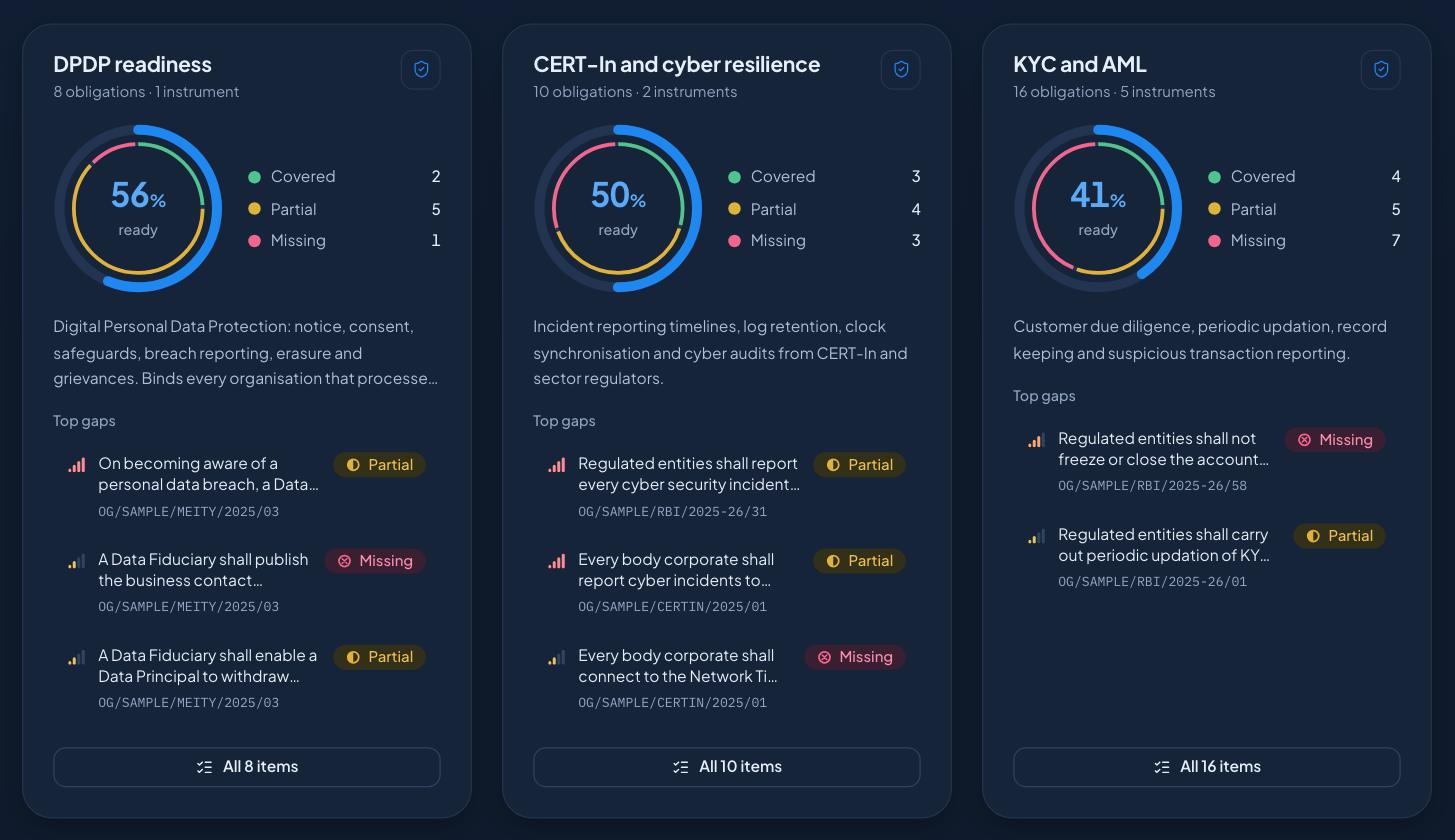 DPDP readiness
8 obligations · 1 instrument
56%
ready
Covered 2
Partial 5
Missing 1
Digital Personal Data Protection: notice, consent,
safeguards, breach reporting, erasure and
grievances. Binds every organisation that processe…
Top gaps
On becoming aware of a
personal data breach, a Data…
Partial
OG/SAMPLE/MEITY/2025/03
A Data Fiduciary shall publish
the business contact…
Missing
OG/SAMPLE/MEITY/2025/03
A Data Fiduciary shall enable a
Data Principal to withdraw…
Partial
OG/SAMPLE/MEITY/2025/03
All 8 items
CERT-In and cyber resilience
10 obligations · 2 instruments
50%
ready
Covered 3
Partial 4
Missing 3
Incident reporting timelines, log retention, clock
synchronisation and cyber audits from CERT-In and
sector regulators.
Top gaps
Regulated entities shall report
every cyber security incident…
Partial
OG/SAMPLE/RBI/2025-26/31
Every body corporate shall
report cyber incidents to…
Partial
OG/SAMPLE/CERTIN/2025/01
Every body corporate shall
connect to the Network Ti…
Missing
OG/SAMPLE/CERTIN/2025/01
All 10 items
KYC and AML
16 obligations · 5 instruments
41%
ready
Covered 4
Partial 5
Missing 7
Customer due diligence, periodic updation, record
keeping and suspicious transaction reporting.
Top gaps
Regulated entities shall not
freeze or close the account…
Missing
OG/SAMPLE/RBI/2025-26/58
Regulated entities shall carry
out periodic updation of KY…
Partial
OG/SAMPLE/RBI/2025-26/01
All 16 items